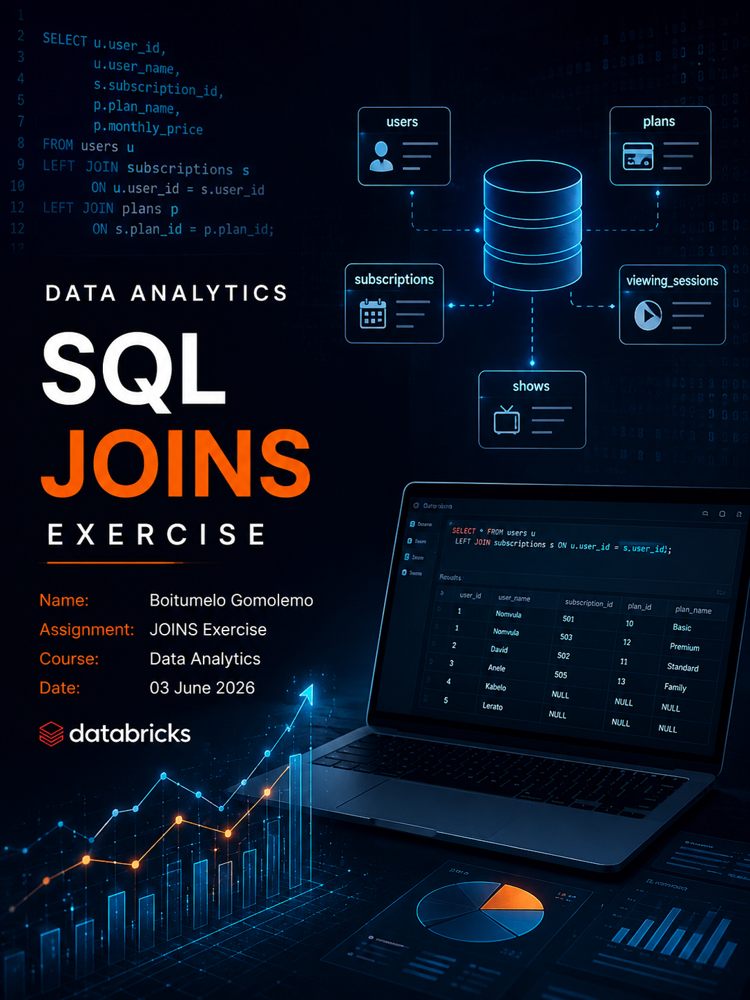 1
2 SELECT u.user_id,
3 u.user_name,
4 s.subscription_id,
5 p.plan_name,
7 p.monthly_price
8 FROM users u
9 LEFT JOIN subscriptions s
10 ON u.user_id = s.user_id
12 LEFT JOIN plans p
12 ON s.plan_id = p.plan_id;
users
plans
subscriptions
viewing_sessions
shows
DATA ANALYTICS
SQL
JOINS
EXERCISE
Name: Boitumelo Gomolemo
Assignment: JOINS Exercise
Course: Data Analytics
Date: 03 June 2026
databricks
SELECT * FROM users u
LEFT JOIN subscriptions s ON u.user_id = s.user_id;
Results
user_id user_name subscription_id plan_id plan_name
1 Nomvula 501 10 Basic
1 Nomvula 503 12 Premium
2 David 502 11 Standard
3 Anele 505 13 Family
4 Kabelo NULL NULL NULL
5 Lerato NULL NULL NULL